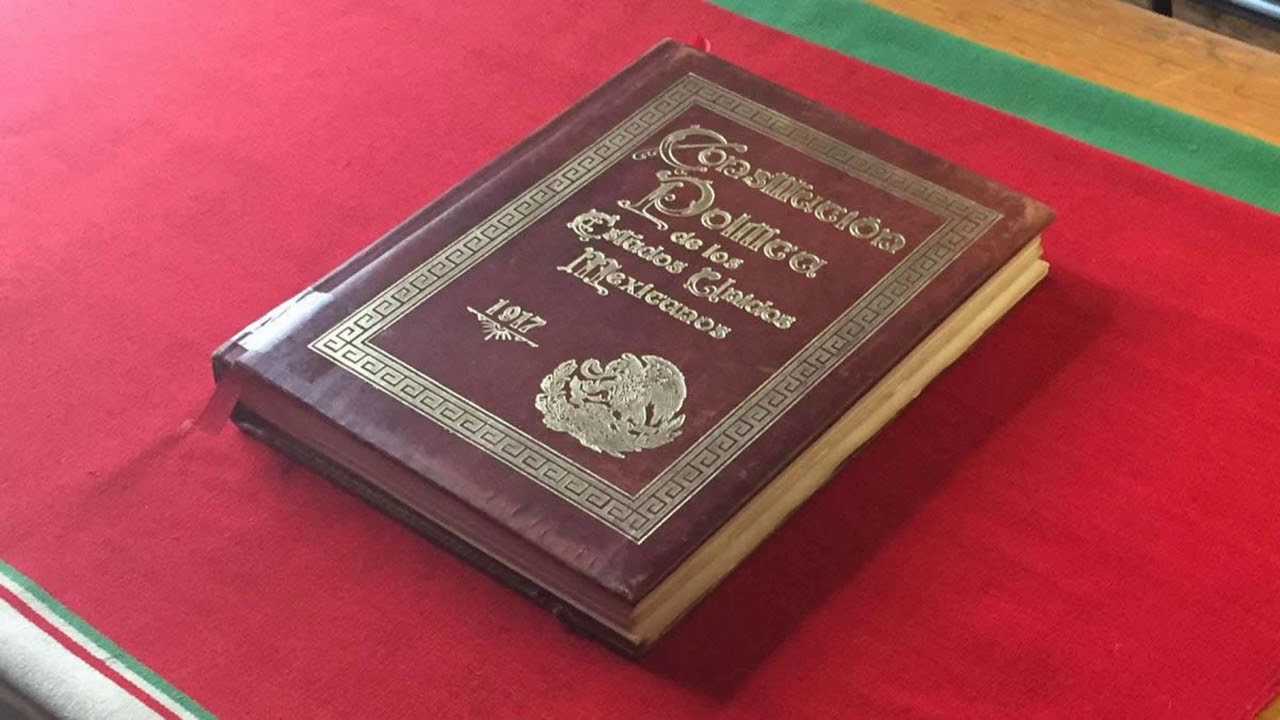 Constitución
Política
de los
Estados Unidos
Mexicanos
1917